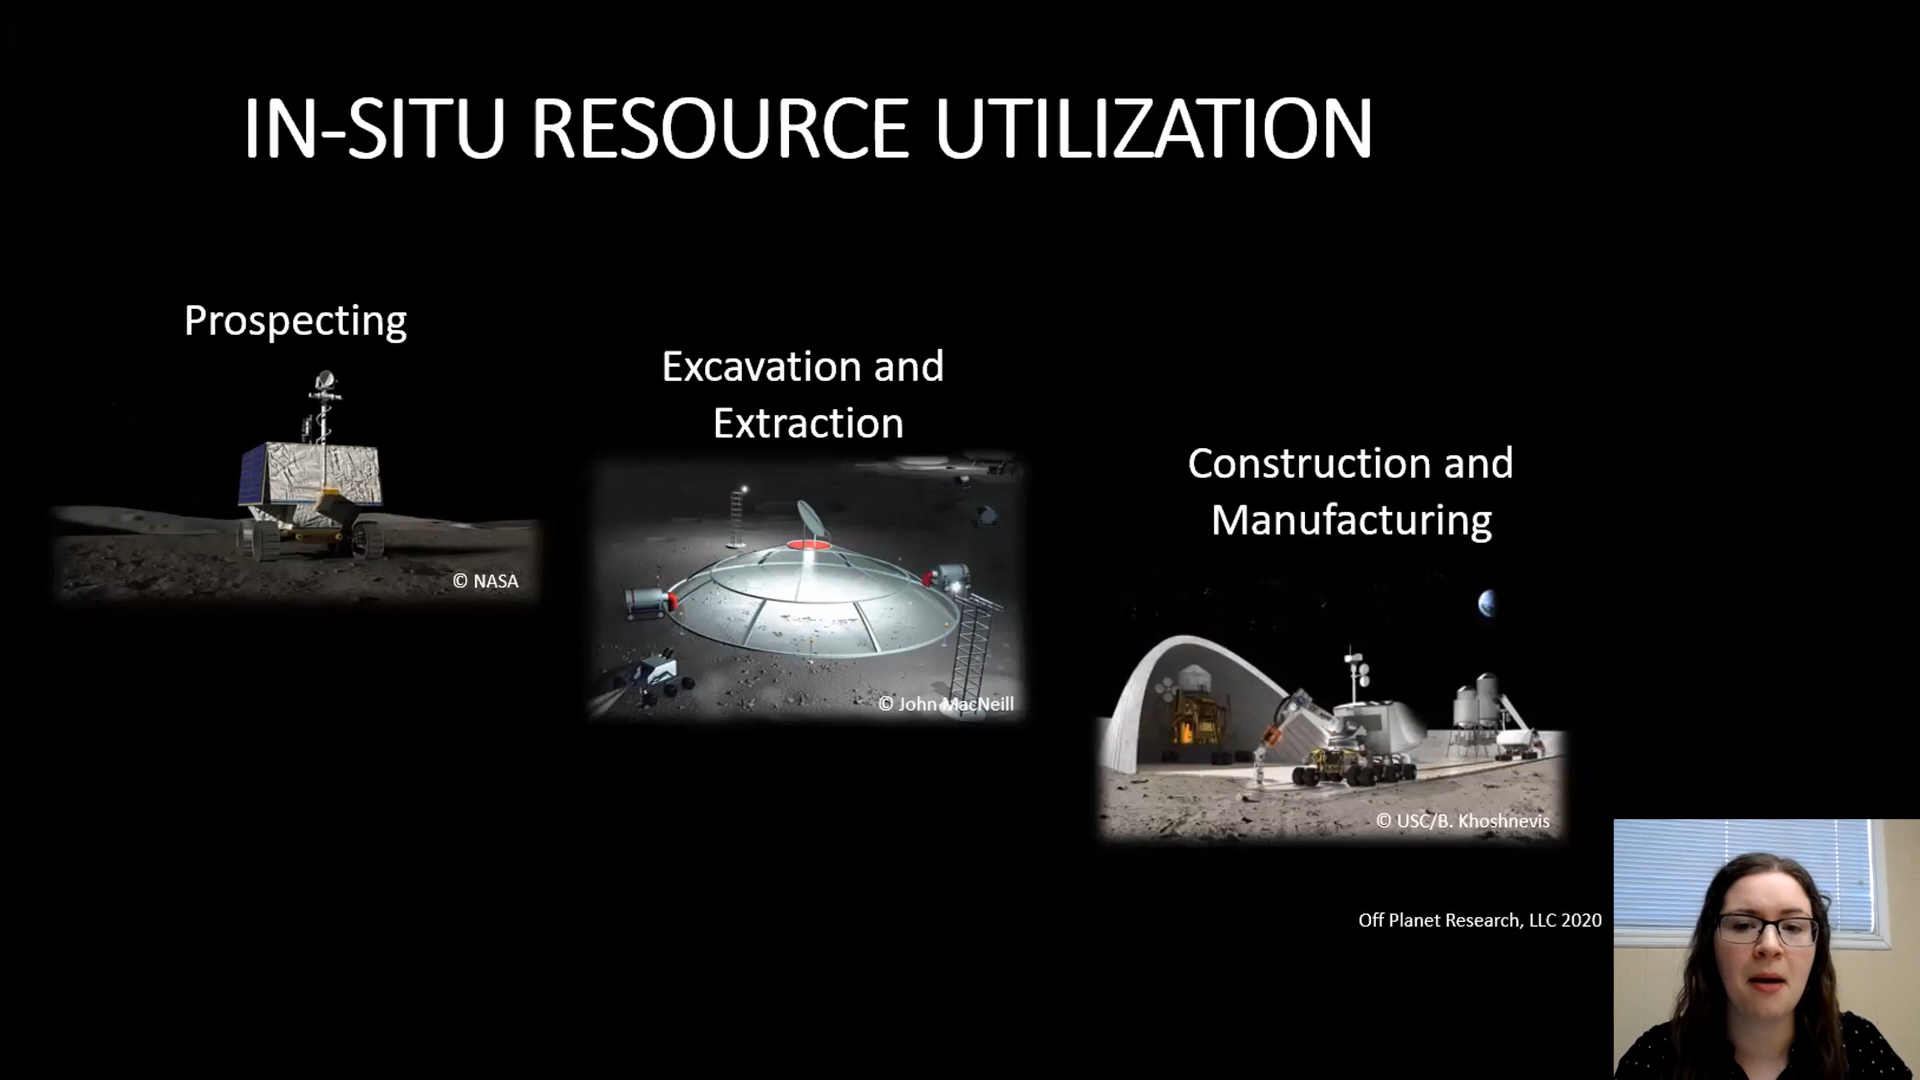 IN-SITU RESOURCE UTILIZATION
Prospecting
© NASA
Excavation and
Extraction
© John MacNeill
Construction and
Manufacturing
© USC/B. Khoshnevis
Off Planet Research, LLC 2020